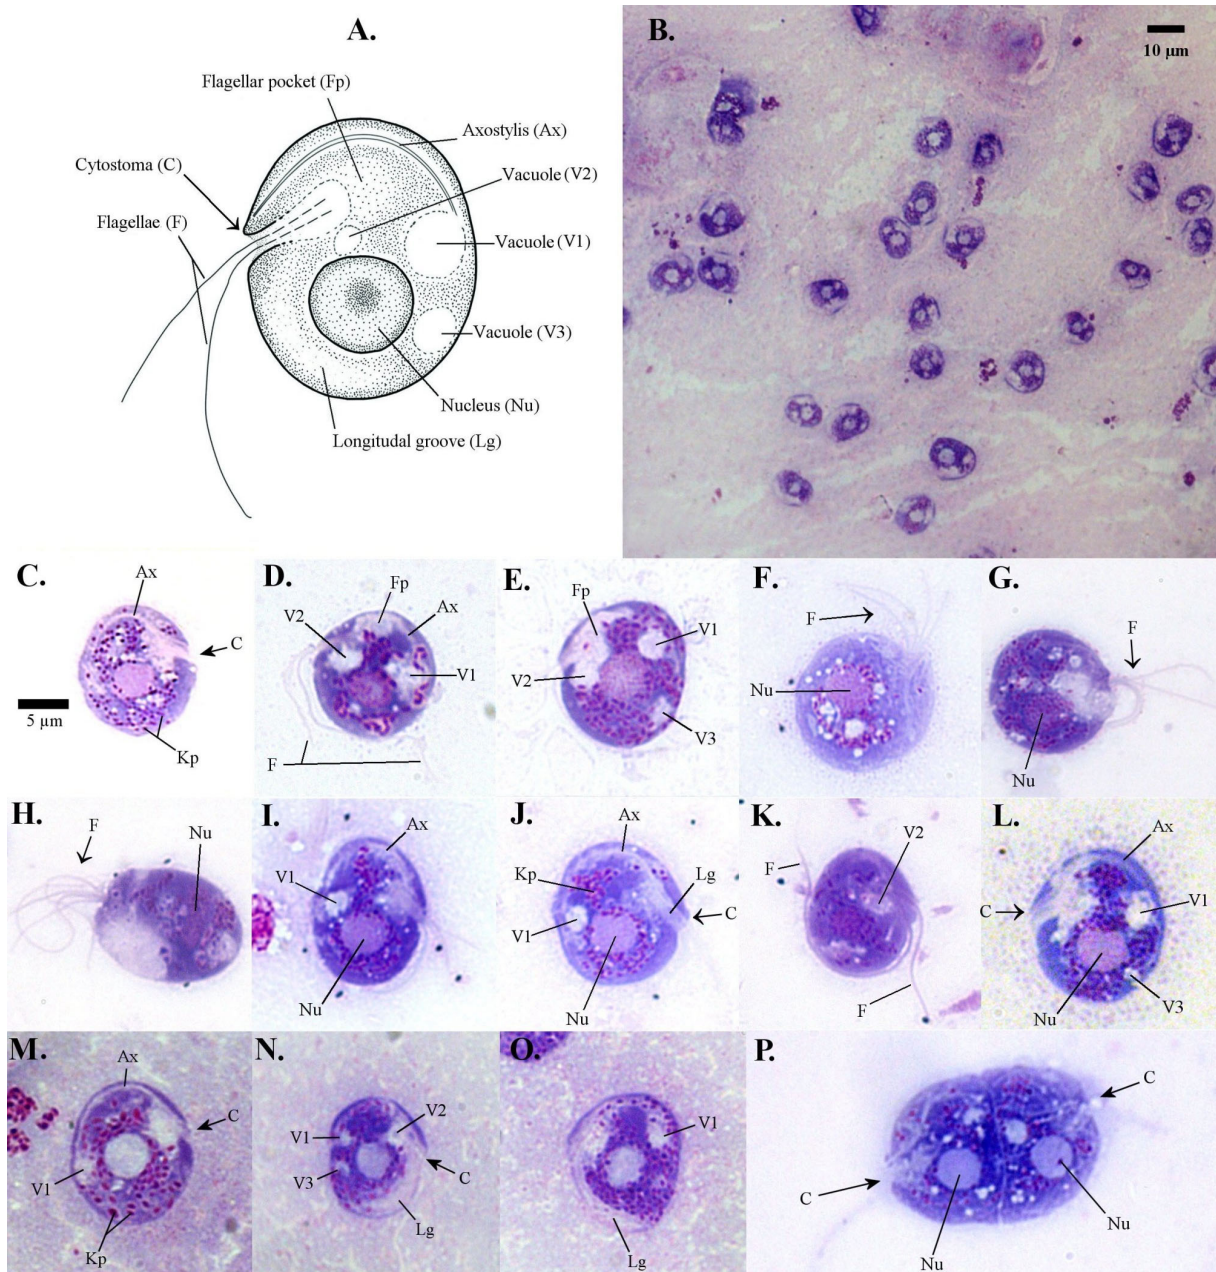 A.
Flagellar pocket (Fp)
Axostylis (Ax)
Cytostoma (C)
Vacuole (V2)
Flagellae (F)
Vacuole (V1)
Vacuole (V3)
Nucleus (Nu)
Longitudal groove (Lg)
B.
10 µm
C.
Ax
C
5 µm
Kp
D.
Fp
V2
Ax
V1
F
E.
Fp
V1
V2
V3
F.
F
Nu
G.
F
Nu
H.
F
Nu
I.
Ax
V1
Nu
J.
Ax
Kp
Lg
C
V1
Nu
K.
V2
F
F
L.
Ax
C
V1
Nu
V3
M.
Ax
C
V1
Kp
N.
V2
V1
C
V3
Lg
O.
V1
Lg
P.
C
C
Nu
Nu